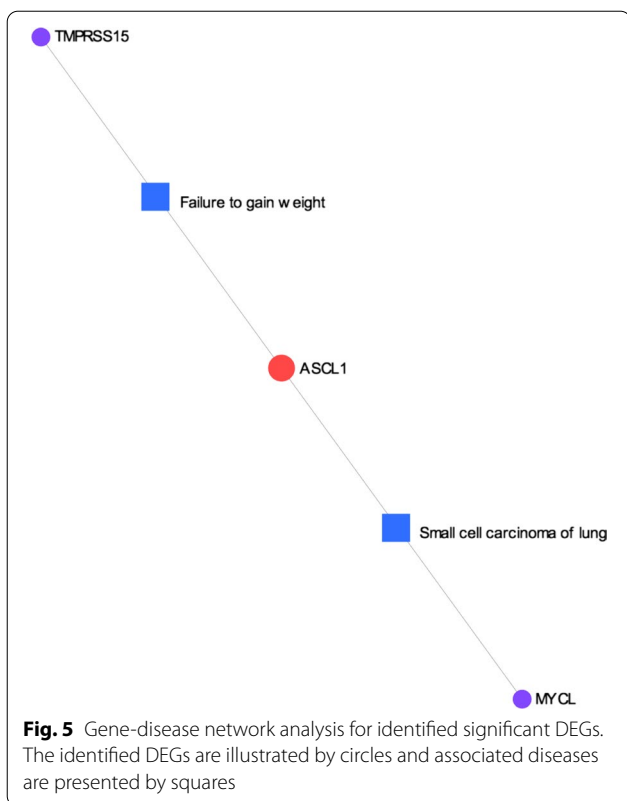 TMPRSS15
Failure to gain weight
ASCL1
Small cell carcinoma of lung
MYCL
Fig. 5 Gene-disease network analysis for identified significant DEGs.
The identified DEGs are illustrated by circles and associated diseases
are presented by squares